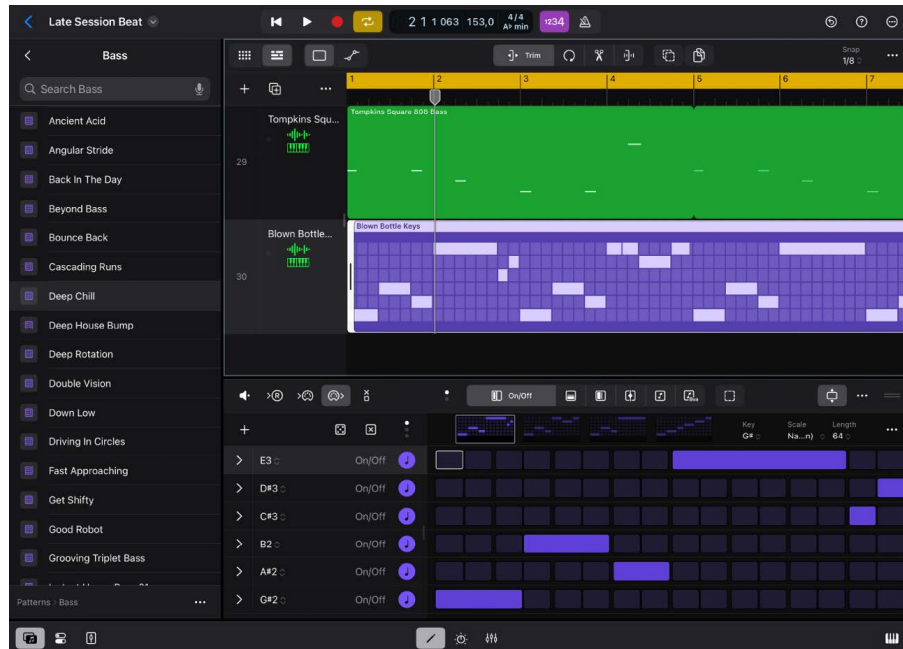 Late Session Beat
2 1 1 063 153,0 4/4 A♭ min 1234
Bass
Trim
Snap
1/8
Search Bass
1 2 3 4 5 6 7
Ancient Acid
Angular Stride
Back In The Day
Beyond Bass
Bounce Back
Cascading Runs
Deep Chill
Deep House Bump
Deep Rotation
Double Vision
Down Low
Driving In Circles
Fast Approaching
Get Shifty
Good Robot
Grooving Triplet Bass
Patterns Bass
29
Tompkins Squ...
Tompkins Square 808 Bass
30
Blown Bottle...
Blown Bottle Keys
On/Off
Key
G#
Scale
Na...n)
Length
64
E3 On/Off
D#3 On/Off
C#3 On/Off
B2 On/Off
A#2 On/Off
G#2 On/Off